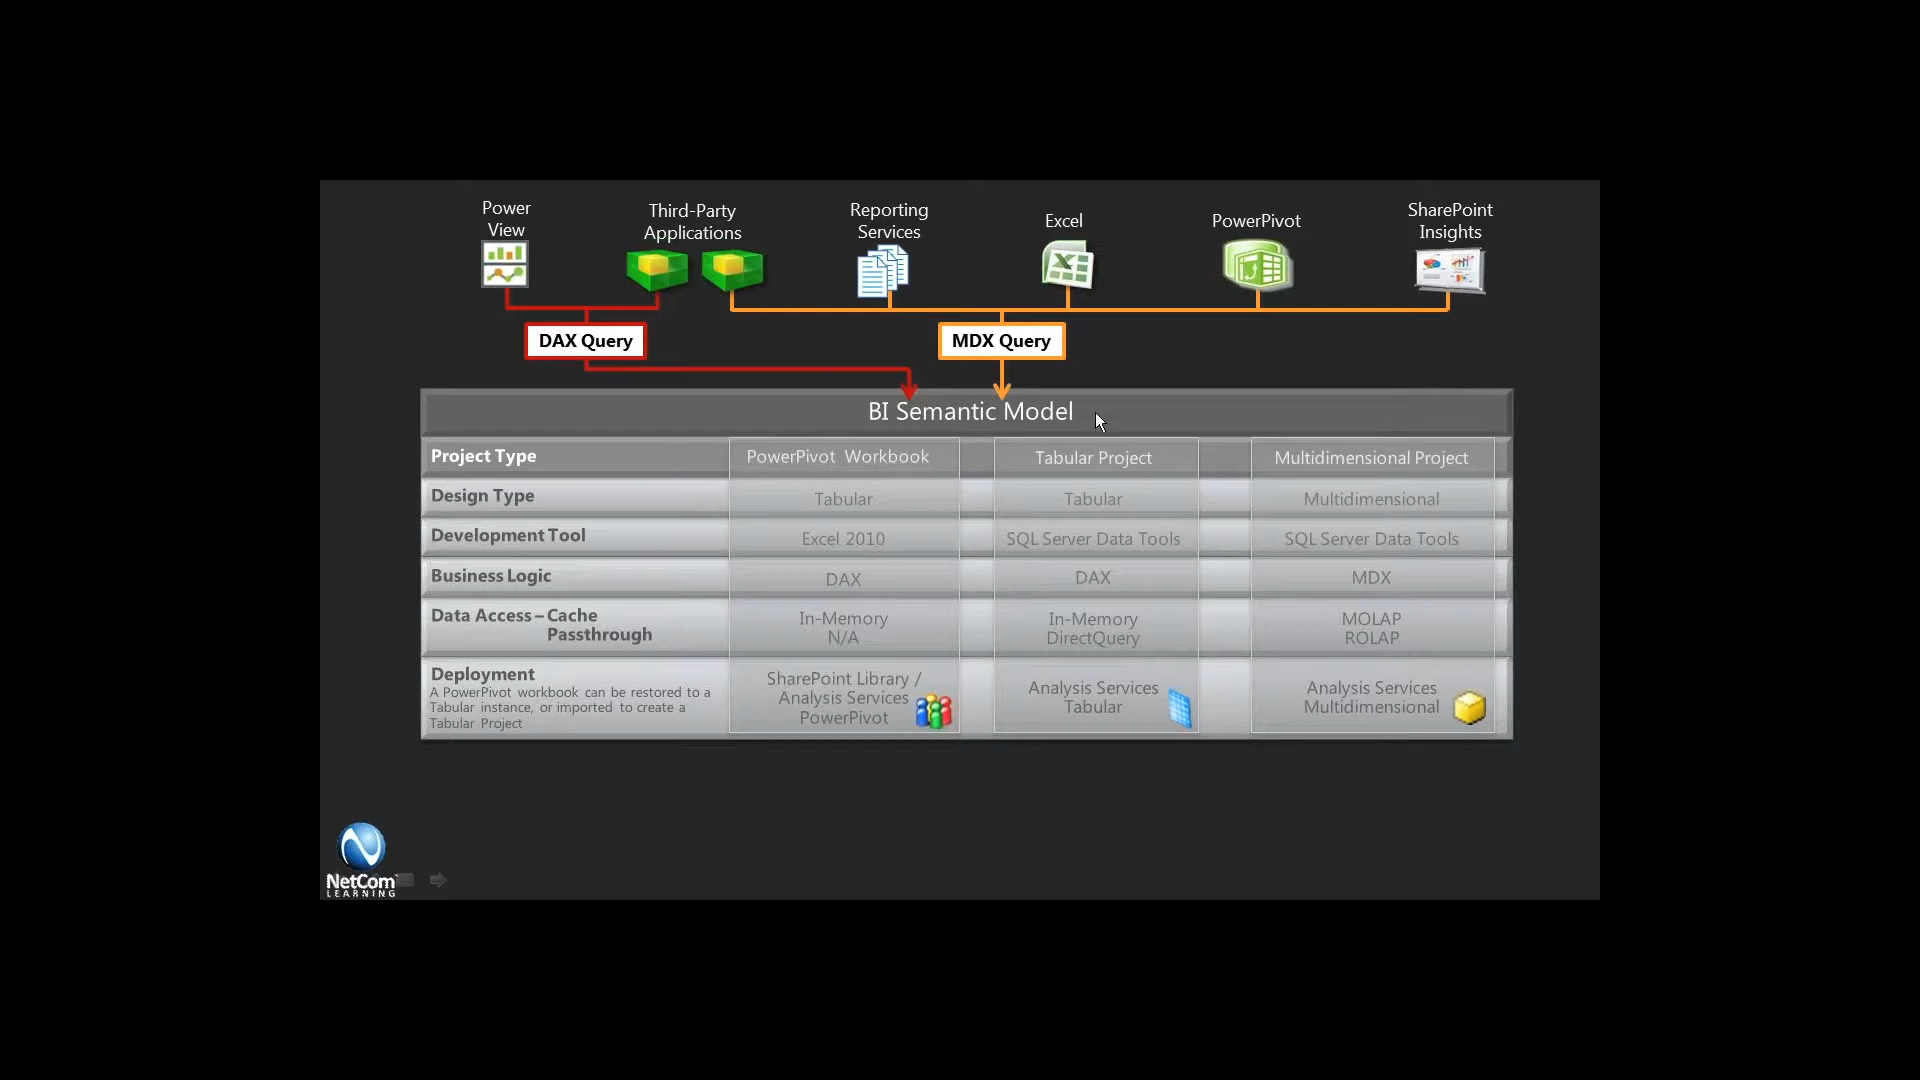 Power
View
Third-Party
Applications
Reporting
Services
Excel
PowerPivot
SharePoint
Insights
DAX Query
MDX Query
BI Semantic Model
Project Type
PowerPivot Workbook
Tabular Project
Multidimensional Project
Design Type
Tabular
Tabular
Multidimensional
Development Tool
Excel 2010
SQL Server Data Tools
SQL Server Data Tools
Business Logic
DAX
DAX
MDX
Data Access – Cache
Passthrough
In-Memory
N/A
In-Memory
DirectQuery
MOLAP
ROLAP
Deployment
A PowerPivot workbook can be restored to a
Tabular instance, or imported to create a
Tabular Project
SharePoint Library /
Analysis Services
PowerPivot
Analysis Services
Tabular
Analysis Services
Multidimensional
NetCom
LEARNING